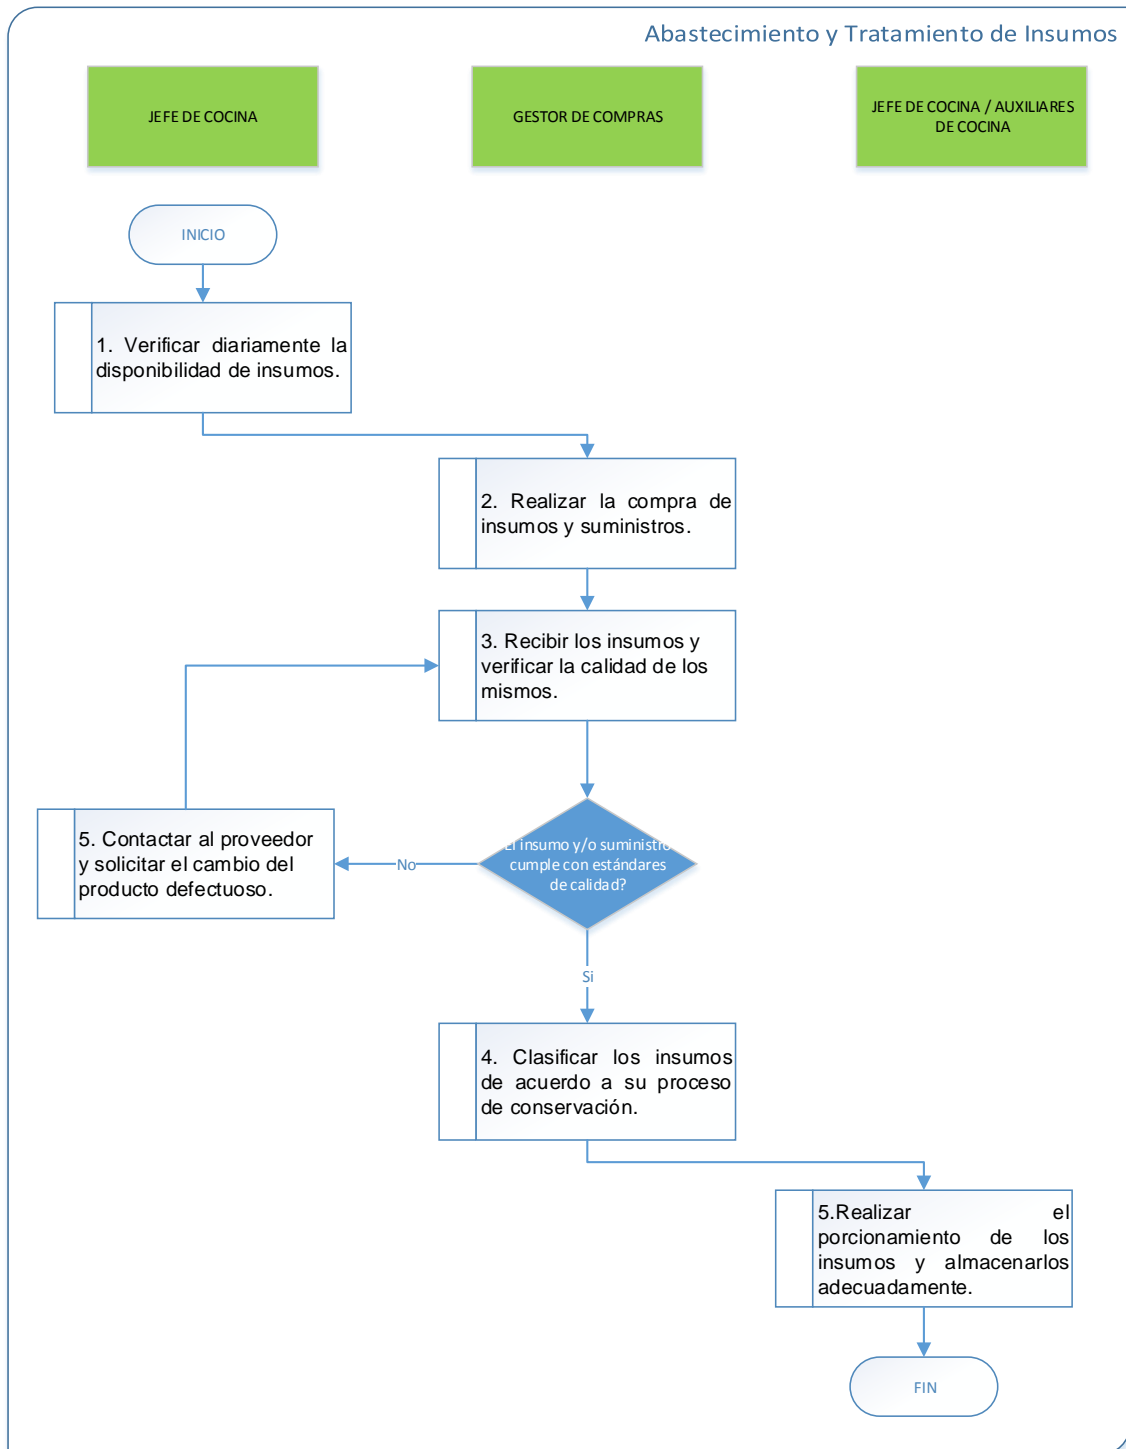 Abastecimiento y Tratamiento de Insumos
JEFE DE COCINA
GESTOR DE COMPRAS
JEFE DE COCINA / AUXILIARES
DE COCINA
INICIO
1. Verificar diariamente la
disponibilidad de insumos.
2. Realizar la compra de
insumos y suministros.
3. Recibir los insumos y
verificar la calidad de los
mismos.
5. Contactar al proveedor
y solicitar el cambio del
producto defectuoso.
No
El insumo y/o suministro
cumple con estándares
de calidad?
Si
4. Clasificar los insumos
de acuerdo a su proceso
de conservación.
5.Realizar el
porcionamiento de los
insumos y almacenarlos
adecuadamente.
FIN